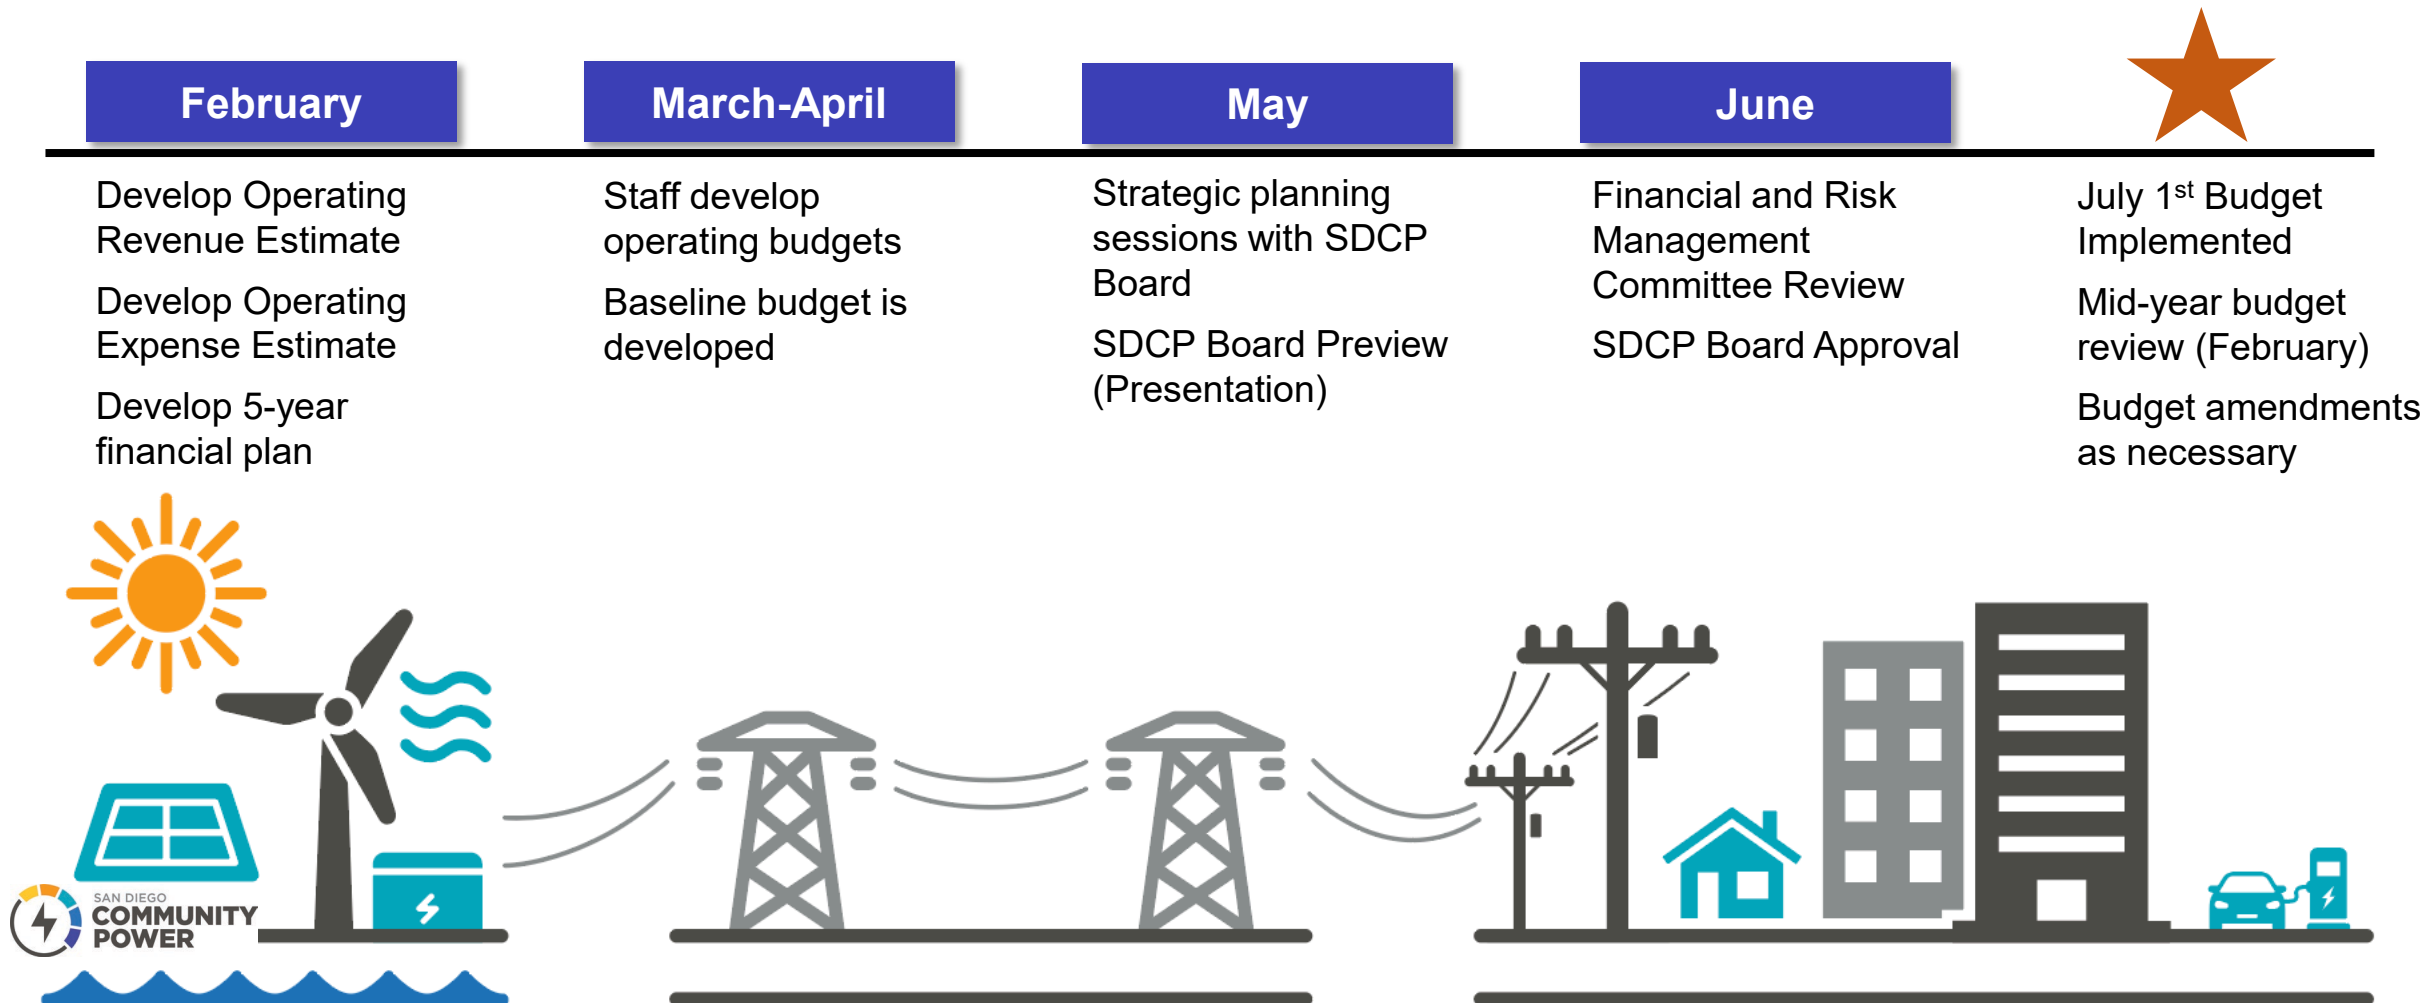 February
Develop Operating
Revenue Estimate
Develop Operating
Expense Estimate
Develop 5-year
financial plan
March-April
Staff develop
operating budgets
Baseline budget is
developed
May
Strategic planning
sessions with SDCP
Board
SDCP Board Preview
(Presentation)
June
Financial and Risk
Management
Committee Review
SDCP Board Approval
July 1st Budget
Implemented
Mid-year budget
review (February)
Budget amendments
as necessary
SAN DIEGO
COMMUNITY
POWER